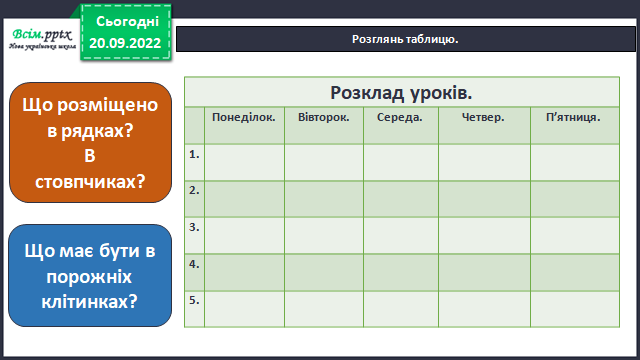 Всім.pptx
Нова українська школа
Сьогодні
20.09.2022
Розглянь таблицю.
Що розміщено
в рядках?
В
стовпчиках?
Що має бути в
порожніх
клітинках?
Розклад уроків.
Понеділок. Вівторок. Середа. Четвер. П'ятниця.
1.
2.
3.
4.
5.